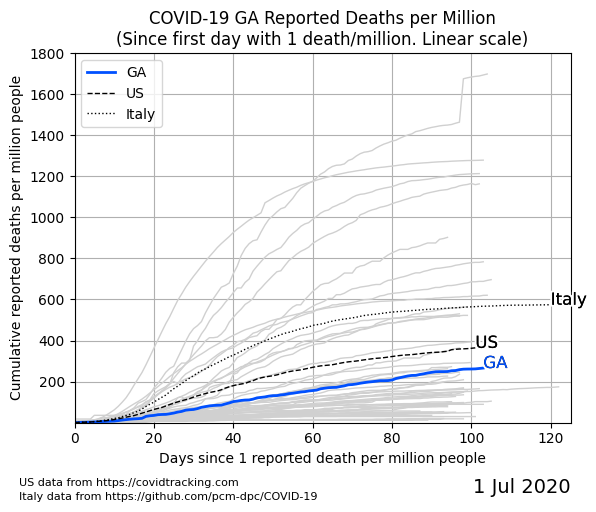 COVID-19 GA Reported Deaths per Million
(Since first day with 1 death/million. Linear scale)
Cumulative reported deaths per million people
1800
1600
1400
1200
1000
800
600
400
200
GA
US
Italy
Italy
US
GA
0
20
40
60
80
100
120
Days since 1 reported death per million people
US data from https://covidtracking.com
Italy data from https://github.com/pcm-dpc/COVID-19
1 Jul 2020